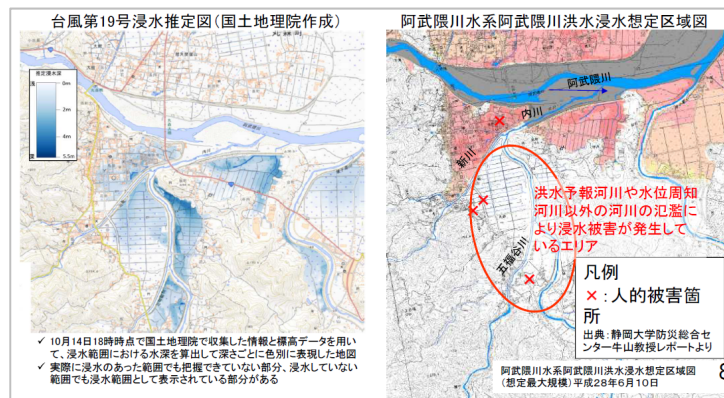 台風第19号浸水推定図(国土地理院作成)
推定浸水深
浅
0m
2m
4m
5.5m
深
✓ 10月14日18時時点で国土地理院で収集した情報と標高データを用い
て、浸水範囲における水深を算出して深さごとに色別に表現した地図
✓ 実際に浸水のあった範囲でも把握できていない部分、浸水していない
範囲でも浸水範囲として表示されている部分がある
阿武隈川水系阿武隈川洪水浸水想定区域図
阿武隈川
内川
新川
五福谷川
洪水予報河川や水位周知
河川以外の河川の氾濫に
より浸水被害が発生して
いるエリア
凡例
×:人的被害箇
所
出典:静岡大学防災総合セ
ンター牛山教授レポートより
阿武隈川水系阿武隈川洪水浸水想定区域図
(想定最大規模)平成28年6月10日